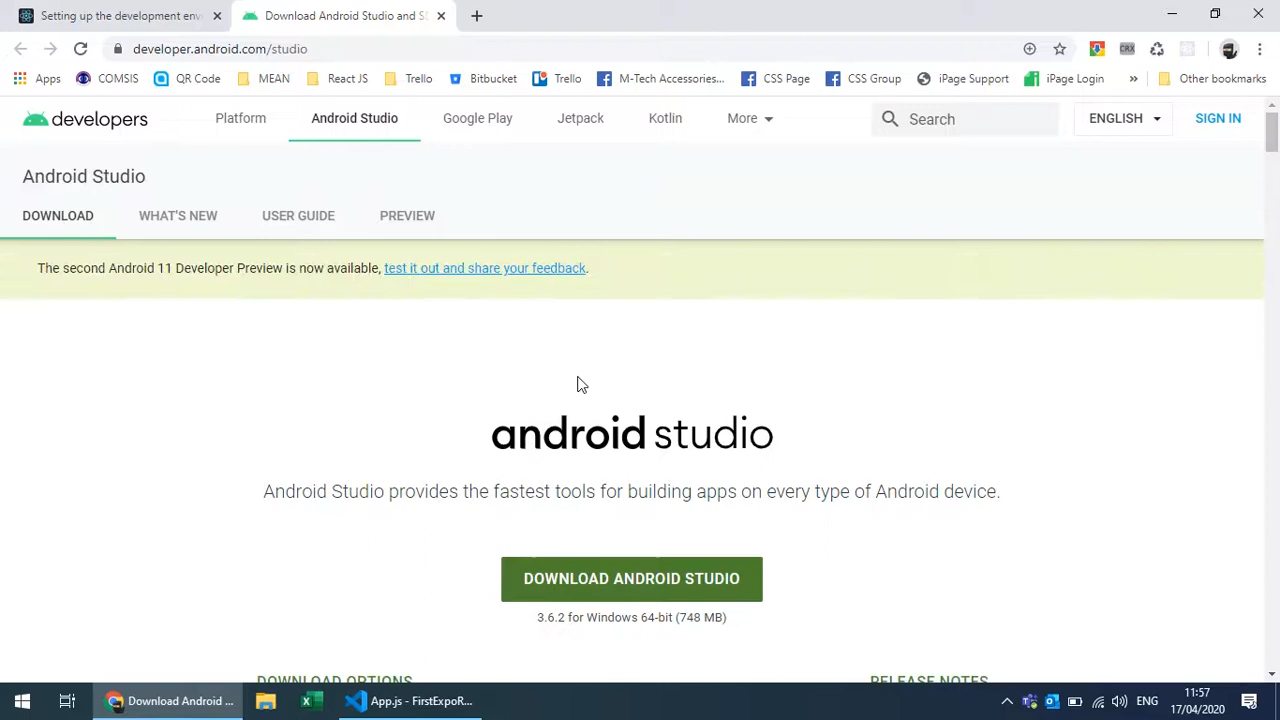 Setting up the development env
Download Android Studio and S
developer.android.com/studio
Apps
COMSIS
QR Code
MEAN
React JS
Trello
Bitbucket
Trello
M-Tech Accessories...
CSS Page
CSS Group
iPage Support
iPage Login
»
Other bookmarks
CRX
developers
Platform
Android Studio
Google Play
Jetpack
Kotlin
More
Search
ENGLISH
SIGN IN
Android Studio
DOWNLOAD
WHAT'S NEW
USER GUIDE
PREVIEW
The second Android 11 Developer Preview is now available, test it out and share your feedback.
android studio
Android Studio provides the fastest tools for building apps on every type of Android device.
DOWNLOAD ANDROID STUDIO
3.6.2 for Windows 64-bit (748 MB)
DOWNLOAD OPTIONS
RELEASE NOTES
Download Android ...
App.js - FirstExpoR...
ENG
11:57
17/04/2020